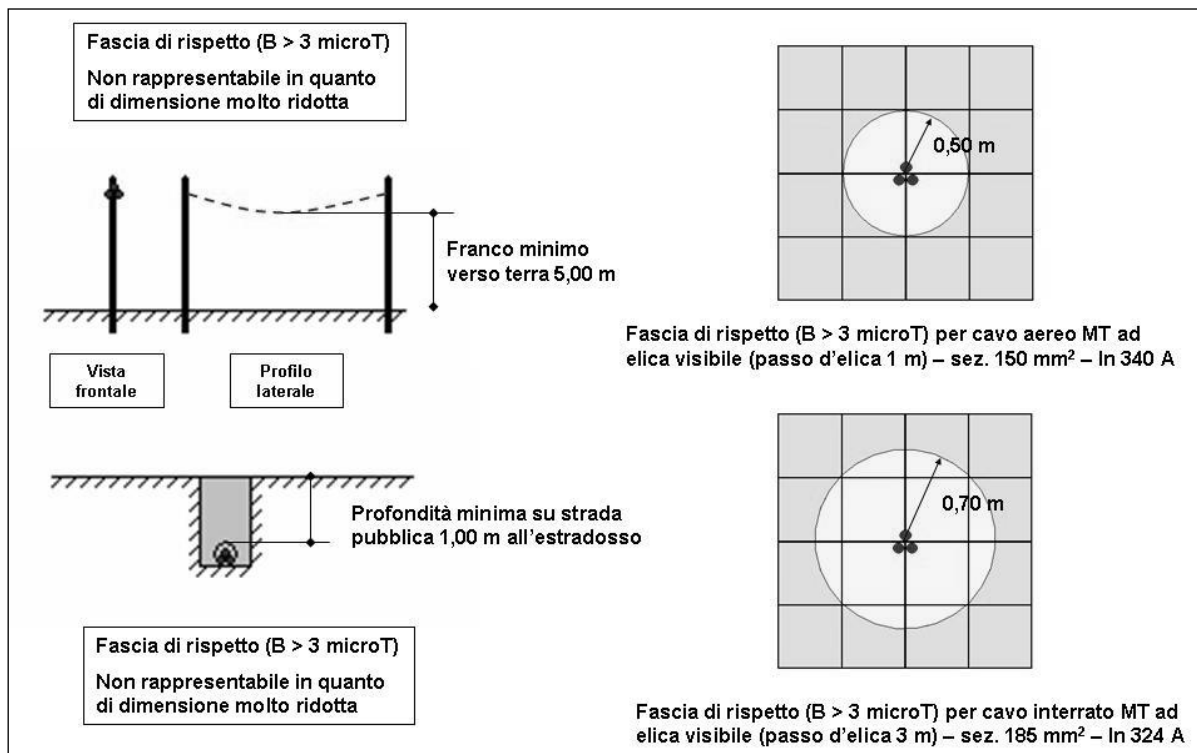 Fascia di rispetto (B > 3 microT)
Non rappresentabile in quanto
di dimensione molto ridotta
Franco minimo
verso terra 5,00 m
Vista
frontale
Profilo
laterale
Profondità minima su strada
pubblica 1,00 m all'estradosso
Fascia di rispetto (B > 3 microT)
Non rappresentabile in quanto
di dimensione molto ridotta
0,50 m
Fascia di rispetto (B > 3 microT) per cavo aereo MT ad
elica visibile (passo d'elica 1 m) – sez. 150 mm² – In 340 A
0,70 m
Fascia di rispetto (B > 3 microT) per cavo interrato MT ad
elica visibile (passo d'elica 3 m) – sez. 185 mm² – In 324 A